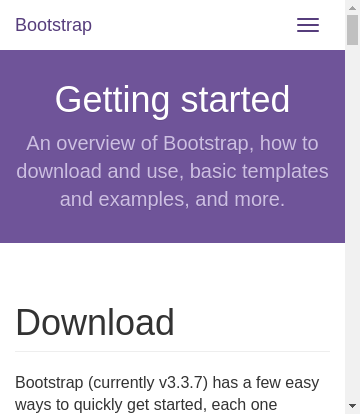 Bootstrap
Getting started
An overview of Bootstrap, how to
download and use, basic templates
and examples, and more.
Download
Bootstrap (currently v3.3.7) has a few easy
ways to quickly get started, each one